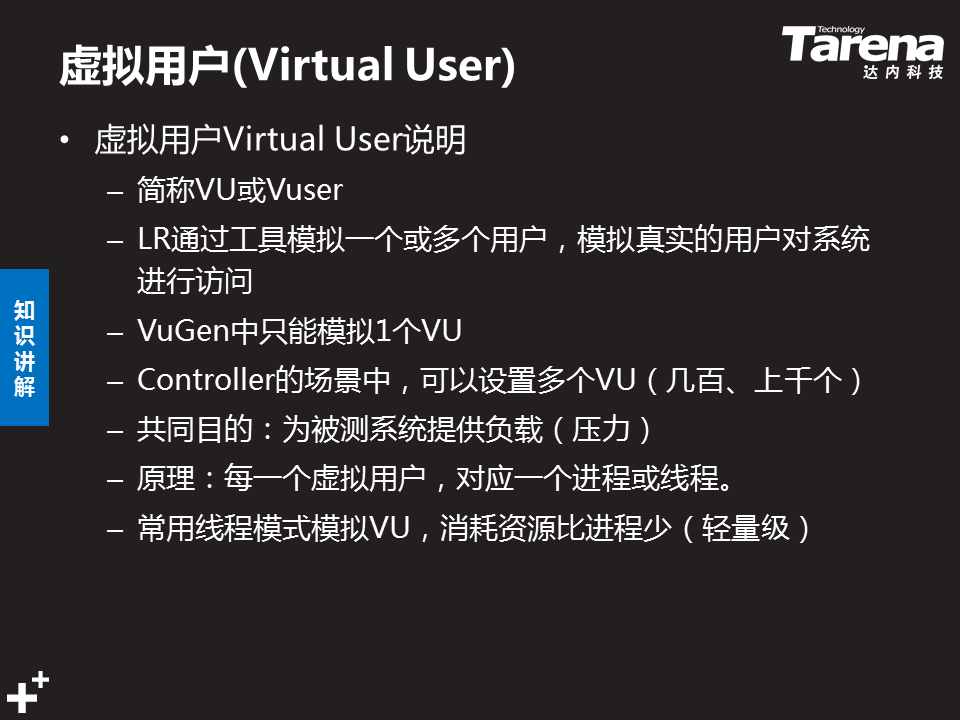 虚拟用户(Virtual User)
Technology
Tarena
达内科技
• 虚拟用户Virtual User说明
– 简称VU或Vuser
– LR通过工具模拟一个或多个用户，模拟真实的用户对系统
进行访问
– VuGen中只能模拟1个VU
– Controller的场景中，可以设置多个VU（几百、上千个）
– 共同目的：为被测系统提供负载（压力）
– 原理：每一个虚拟用户，对应一个进程或线程。
– 常用线程模式模拟VU，消耗资源比进程少（轻量级）
知
识
讲
解